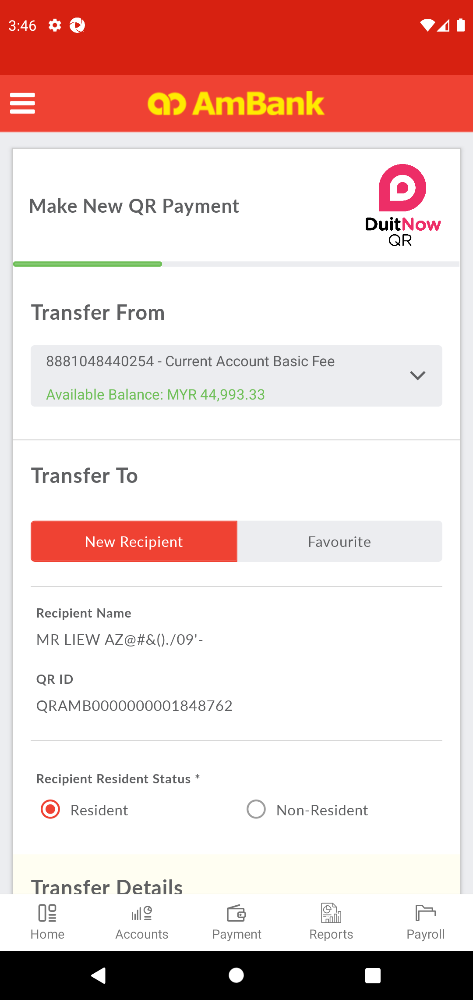 3:46
AmBank
Make New QR Payment
DuitNow
QR
Transfer From
8881048440254 - Current Account Basic Fee
Available Balance: MYR 44,993.33
Transfer To
New Recipient
Favourite
Recipient Name
MR LIEW AZ@#&()./09'-
QR ID
QRAMB0000000001848762
Recipient Resident Status *
Resident
Non-Resident
Transfer Details
Home
Accounts
Payment
Reports
Payroll